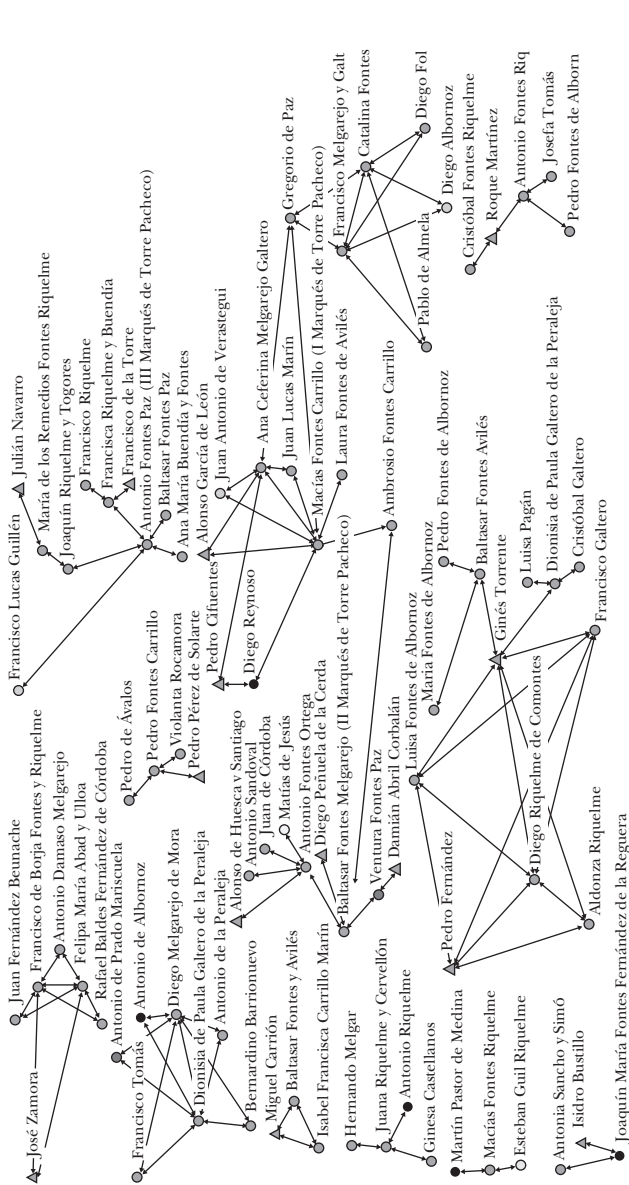 Juan Fernández Beunache
Francisco de Borja Fontes y Riquelme
José Zamora
Antonio Damaso Melgarejo
Felipa María Abad y Ulloa
Rafael Baldes Fernández de Córdoba
Antonio de Prado Mariscuela
Francisco Tomás
Antonio de Albornoz
Diego Melgarejo de Mora
Dionisia de Paula Galtero de la Peraleja
Antonio de la Peraleja
Bernardino Barrionuevo
Miguel Carrión
Baltasar Fontes y Avilés
Isabel Francisca Carrillo Marín
Hernando Melgar
Juana Riquelme y Cervellón
Antonio Riquelme
Ginesa Castellanos
Martín Pastor de Medina
Macías Fontes Riquelme
Esteban Guil Riquelme
Antonia Sancho y Simó
Isidro Bustillo
Joaquín María Fontes Fernández de la Reguera
Francisco Lucas Guillén
Julián Navarro
María de los Remedios Fontes Riquelme
Joaquín Riquelme y Togores
Francisco Riquelme
Francisca Riquelme y Buendía
Francisco de la Torre
Antonio Fontes Paz (III Marqués de Torre Pacheco)
Baltasar Fontes Paz
Ana María Buendía y Fontes
Pedro de Ávalos
Pedro Fontes Carrillo
Violanta Rocamora
Pedro Pérez de Solarte
Alonso García de León
Juan Antonio de Verastegui
Pedro Cifuentes
Diego Reynoso
Ana Ceferina Melgarejo Galtero
Juan Lucas Marín
Gregorio de Paz
Macías Fontes Carrillo (I Marqués de Torre Pacheco)
Laura Fontes de Avilés
Alonso de Huesca y Santiago
Antonio Sandoval
Juan de Córdoba
Matías de Jesús
Antonio Fontes Ortega
Diego Peñuela de la Cerda
Baltasar Fontes Melgarejo (II Marqués de Torre Pacheco)
Ventura Fontes Paz
Damián Abril Corbalán
Ambrosio Fontes Carrillo
Francisco Melgarejo y Galt
Catalina Fontes
Diego Fol
Pablo de Almela
Diego Albornoz
Cristóbal Fontes Riquelme
Roque Martínez
Antonio Fontes Riq
Josefa Tomás
Pedro Fontes de Alborn
Luisa Fontes de Albornoz
María Fontes de Albornoz
Pedro Fontes de Albornoz
Baltasar Fontes Avilés
Ginés Torrente
Luisa Pagán
Dionisia de Paula Galtero de la Peraleja
Cristóbal Galtero
Francisco Galtero
Pedro Fernández
Diego Riquelme de Comontes
Aldonza Riquelme